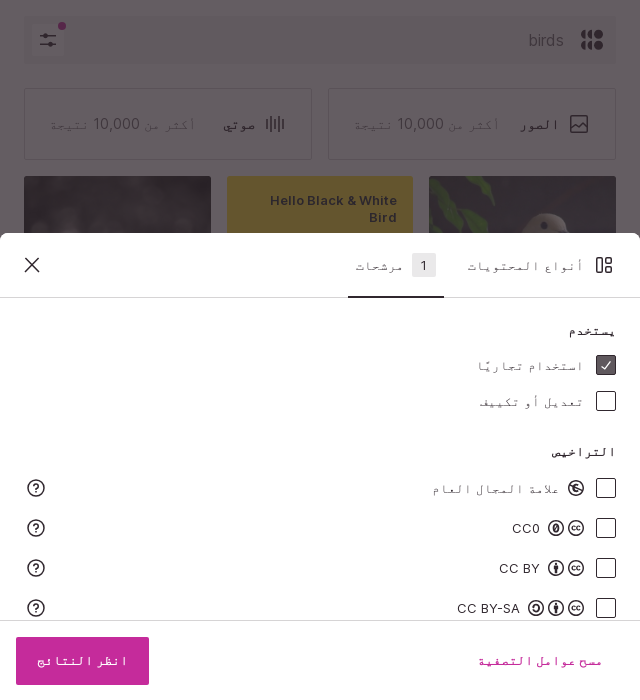 birds
الصور أكثر من 10,000 نتيجة
صوتي أكثر من 10,000 نتيجة
Hello Black & White
Bird
أنواع المحتويات
1 مرشحات
يستخدم
استخدام تجاريًا
تعديل أو تكييف
التراخيص
علامة المجال العام
CC0
CC BY
CC BY-SA
مسح عوامل التصفية
انظر النتائج